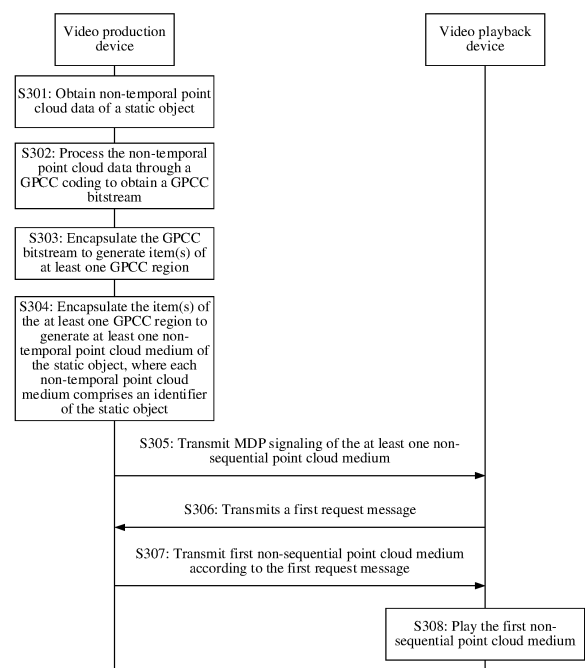 Video production
device
Video playback
device
S301: Obtain non-temporal point
cloud data of a static object
S302: Process the non-temporal
point cloud data through a
GPCC coding to obtain a GPCC
bitstream
S303: Encapsulate the GPCC
bitstream to generate item(s) of
at least one GPCC region
S304: Encapsulate the item(s) of
the at least one GPCC region to
generate at least one non-
temporal point cloud medium of
the static object, where each
non-temporal point cloud
medium comprises an identifier
of the static object
S305: Transmit MDP signaling of the at least one non-
sequential point cloud medium
S306: Transmits a first request message
S307: Transmit first non-sequential point cloud medium
according to the first request message
S308: Play the first non-
sequential point cloud medium